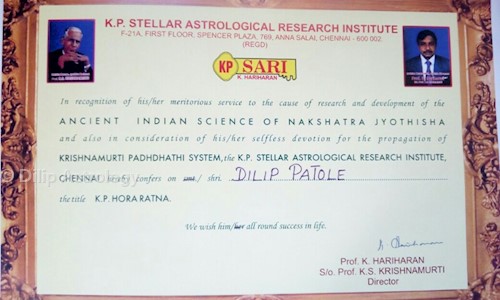 K.P. STELLAR ASTROLOGICAL RESEARCH INSTITUTE
F-21A, FIRST FLOOR, SPENCER PLAZA, 769, ANNA SALAI, CHENNAI - 600 002
(REGD)
KP SARI
K. HARIHARAN
In recognition of his/her meritorious service to the cause of research and development of the
ANCIENT INDIAN SCIENCE OF NAKSHATRA JYOTHISHA
and also in consideration of his/her selfless devotion for the propagation of
KRISHNAMURTI PADHDHATHI SYSTEM, the K.P. STELLAR ASTROLOGICAL RESEARCH INSTITUTE,
CHENNAI confers on smt./ shri. DILIP PATOLE
the title K.P. HORA RATNA.
We wish him/her all round success in life.
Prof. K. HARIHARAN
S/o. Prof. K.S. KRISHNAMURTI
Director
© Dilip Astrology